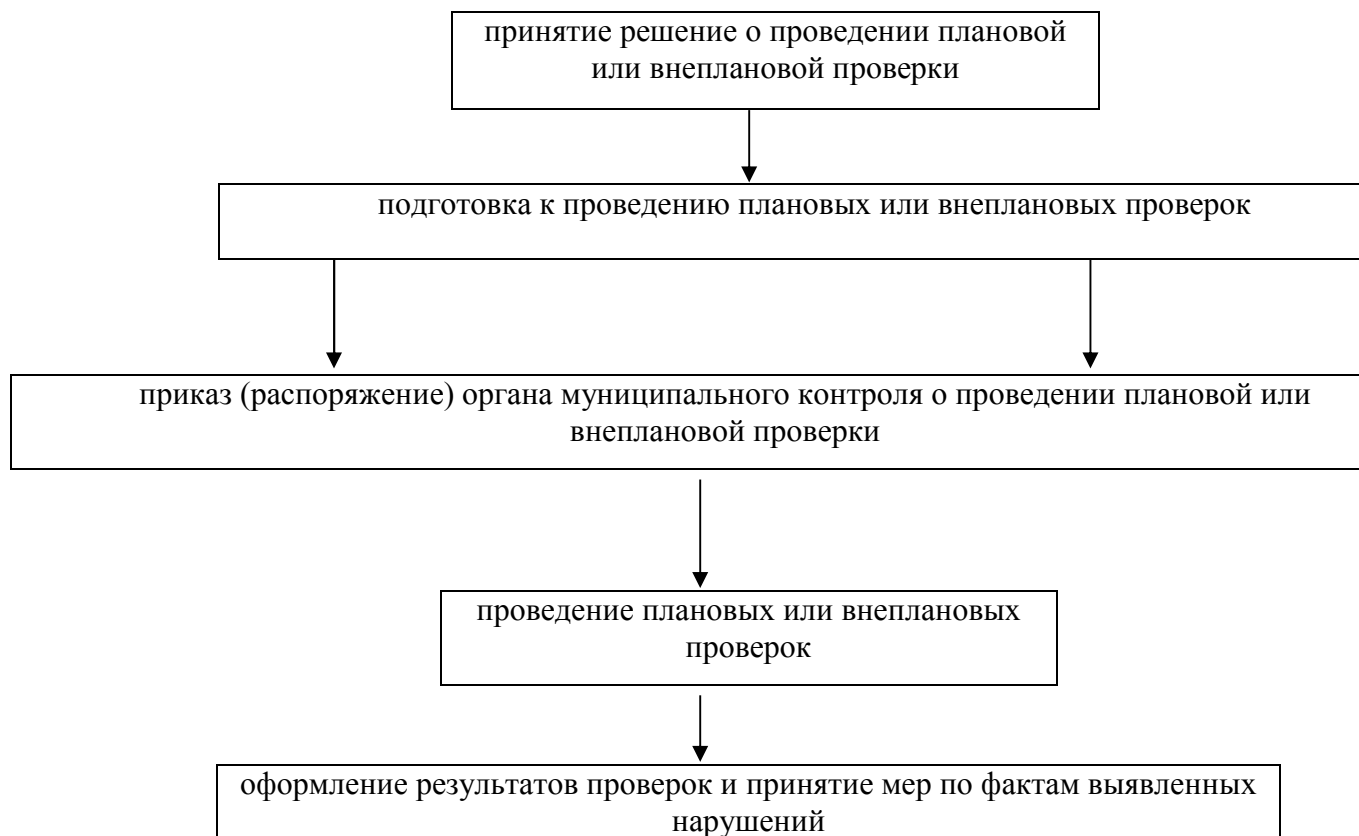 принятие решение о проведении плановой
или внеплановой проверки
подготовка к проведению плановых или внеплановых проверок
приказ (распоряжение) органа муниципального контроля о проведении плановой или
внеплановой проверки
проведение плановых или внеплановых
проверок
оформление результатов проверок и принятие мер по фактам выявленных
нарушений